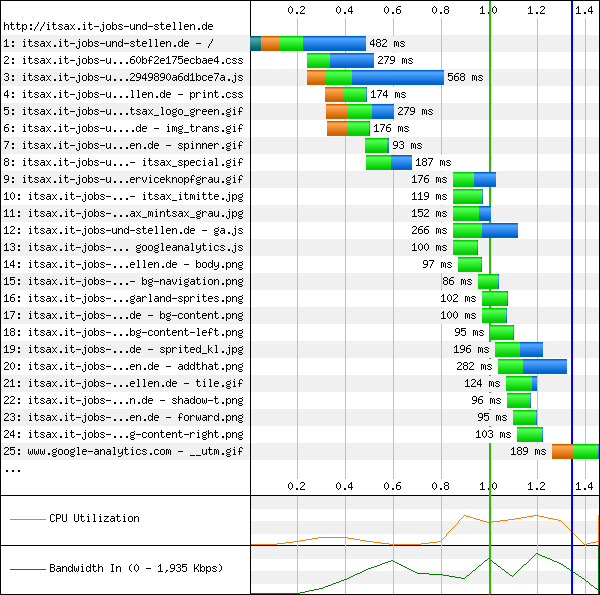 0.2 0.4 0.6 0.8 1.0 1.2 1.4
http://itsax.it-jobs-und-stellen.de
1: itsax.it-jobs-und-stellen.de - / 482 ms
2: itsax.it-jobs-u...60bf2e175ecbae4.css 279 ms
3: itsax.it-jobs-u...2949890a6d1bce7a.js 568 ms
4: itsax.it-jobs-u...llen.de - print.css 174 ms
5: itsax.it-jobs-u...tsax_logo_green.gif 279 ms
6: itsax.it-jobs-u....de - img_trans.gif 176 ms
7: itsax.it-jobs-u...en.de - spinner.gif 93 ms
8: itsax.it-jobs-u...- itsax_special.gif 187 ms
9: itsax.it-jobs-u...erviceknopfgrau.gif 176 ms
10: itsax.it-jobs-...- itsax_itmitte.jpg 119 ms
11: itsax.it-jobs-...ax_mintsax_grau.jpg 152 ms
12: itsax.it-jobs-und-stellen.de - ga.js 266 ms
13: itsax.it-jobs-... googleanalytics.js 100 ms
14: itsax.it-jobs-...ellen.de - body.png 97 ms
15: itsax.it-jobs-...- bg-navigation.png 86 ms
16: itsax.it-jobs-...garland-sprites.png 102 ms
17: itsax.it-jobs-...de - bg-content.png 100 ms
18: itsax.it-jobs-...bg-content-left.png 95 ms
19: itsax.it-jobs-...de - sprited_kl.jpg 196 ms
20: itsax.it-jobs-...en.de - addthat.png 282 ms
21: itsax.it-jobs-...ellen.de - tile.gif 124 ms
22: itsax.it-jobs-...n.de - shadow-t.png 96 ms
23: itsax.it-jobs-...en.de - forward.png 95 ms
24: itsax.it-jobs-...g-content-right.png 103 ms
25: www.google-analytics.com - __utm.gif 189 ms
...
0.2 0.4 0.6 0.8 1.0 1.2 1.4
CPU Utilization
Bandwidth In (0 - 1,935 Kbps)